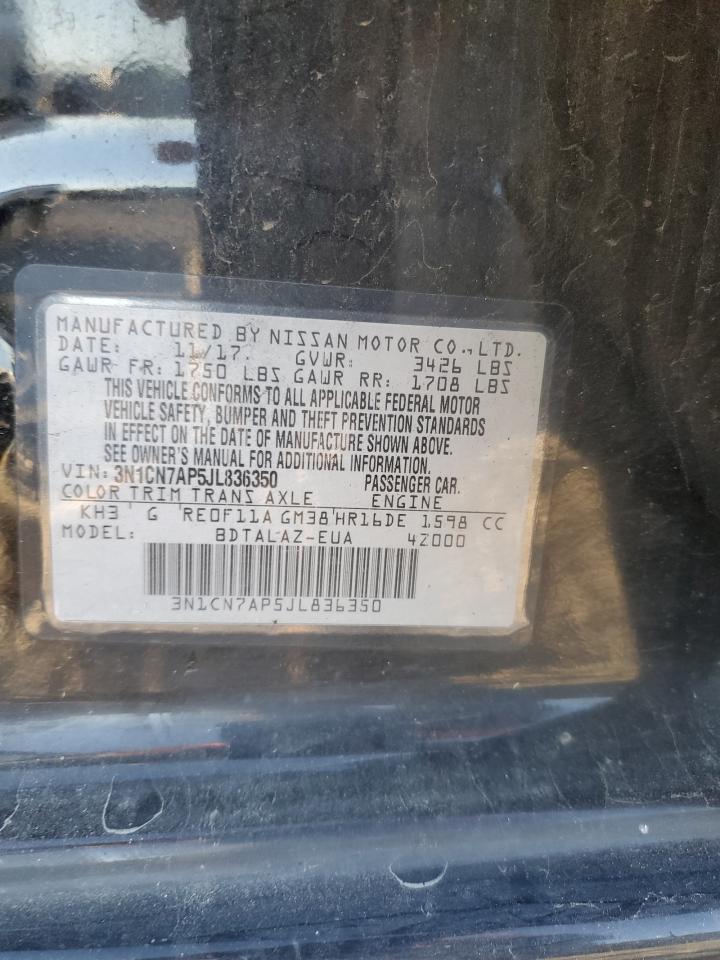 MANUFACTURED BY NISSAN MOTOR CO., LTD.
DATE: 11/17. GVWR: 3426 LBS
GAWR FR: 1750 LBS GAWR RR: 1708 LBS
THIS VEHICLE CONFORMS TO ALL APPLICABLE FEDERAL MOTOR
VEHICLE SAFETY, BUMPER AND THEFT PREVENTION STANDARDS
IN EFFECT ON THE DATE OF MANUFACTURE SHOWN ABOVE.
SEE OWNER'S MANUAL FOR ADDITIONAL INFORMATION.
VIN: 3N1CN7AP5JL836350 PASSENGER CAR.
COLOR TRIM TRANS AXLE ENGINE
KH3 G RE0F11A GM38 HR16DE 1598 CC
MODEL: BDTALAZ-EUA 4Z000
3N1CN7AP5JL836350